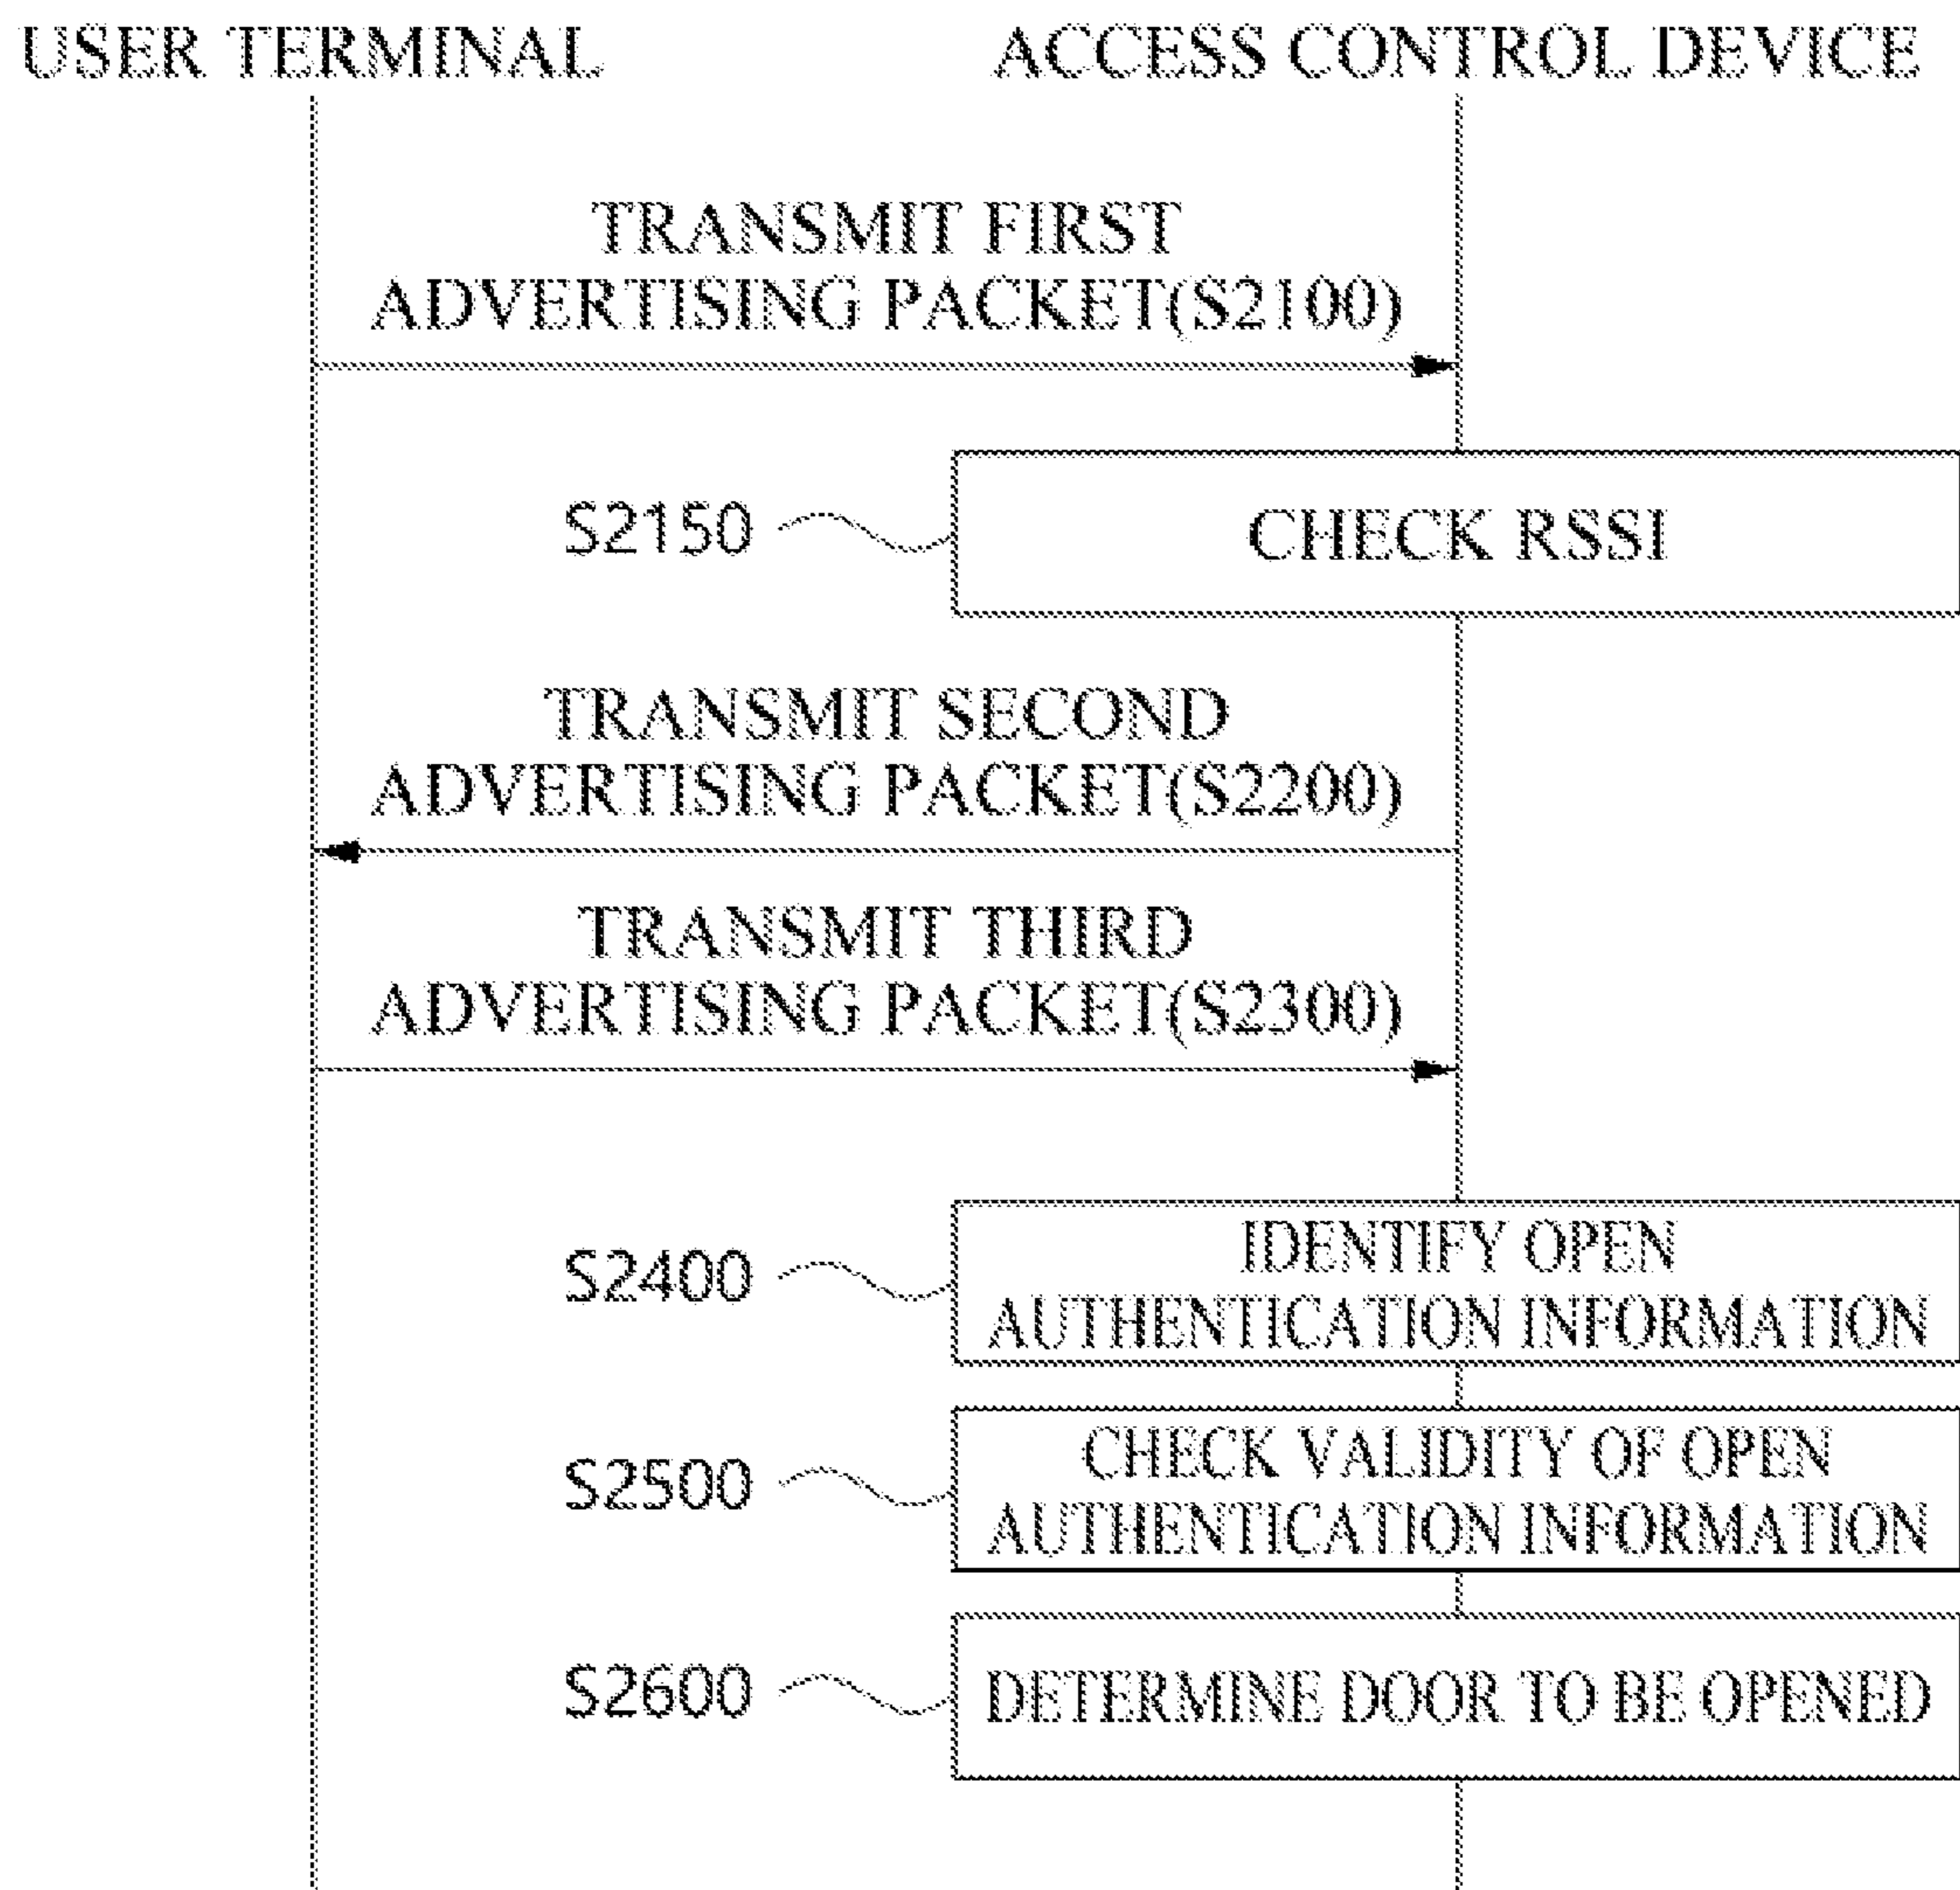 USER TERMINAL
ACCESS CONTROL DEVICE
TRANSMIT FIRST
ADVERTISING PACKET(S2100)
S2150
CHECK RSSI
TRANSMIT SECOND
ADVERTISING PACKET(S2200)
TRANSMIT THIRD
ADVERTISING PACKET(S2300)
S2400
IDENTIFY OPEN
AUTHENTICATION INFORMATION
S2500
CHECK VALIDITY OF OPEN
AUTHENTICATION INFORMATION
S2600
DETERMINE DOOR TO BE OPENED